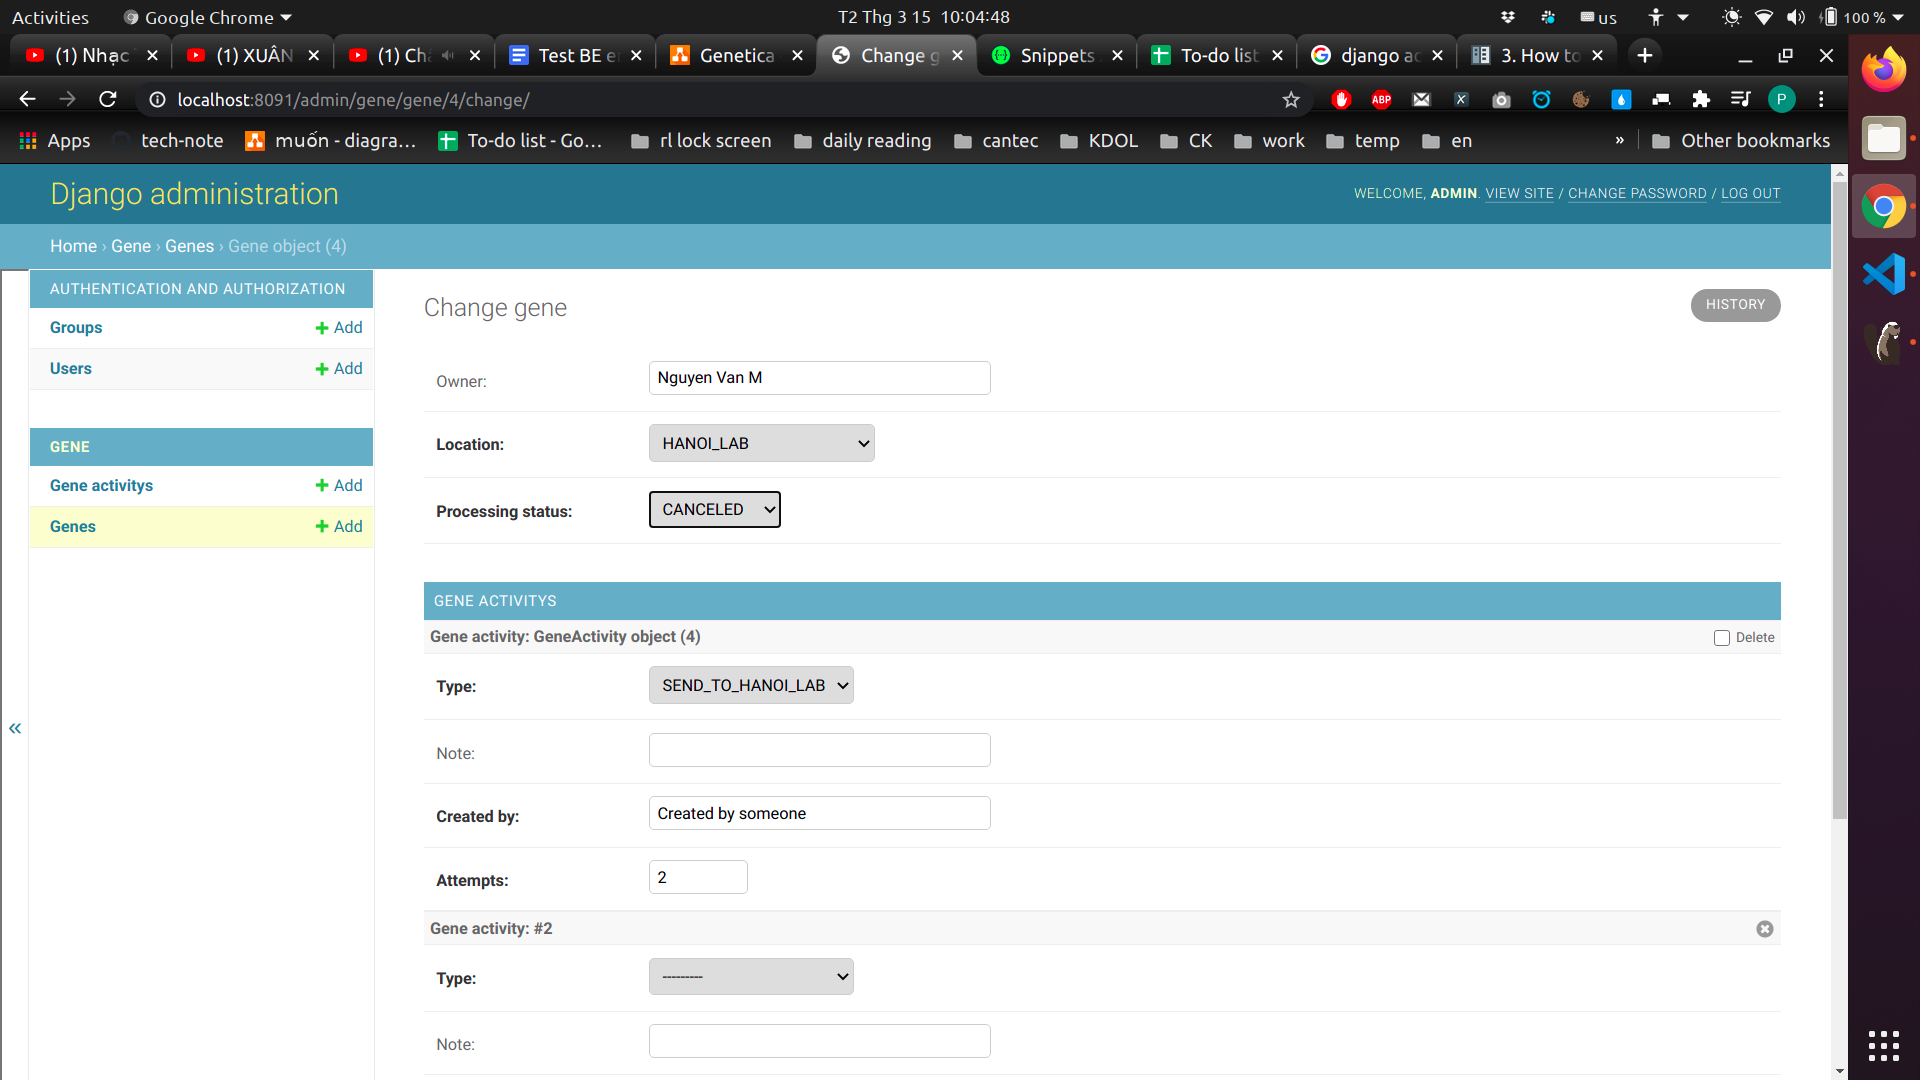 Activities
Google Chrome
T2 Thg 3 15 10:04:48
us
100 %
(1) Nhạc
(1) XUÂN
(1) Ch
Test BE e
Genetica
Change g
Snippets
To-do list
django ac
3. How to
localhost:8091/admin/gene/gene/4/change/
ABP
P
Apps
tech-note
muốn - diagra...
To-do list - Go...
rl lock screen
daily reading
cantec
KDOL
CK
work
temp
en
»
Other bookmarks
Django administration
WELCOME, ADMIN. VIEW SITE / CHANGE PASSWORD / LOG OUT
Home › Gene › Genes › Gene object (4)
AUTHENTICATION AND AUTHORIZATION
Groups
Add
Users
Add
GENE
Gene activitys
Add
Genes
Add
«
Change gene
HISTORY
Owner:
Nguyen Van M
Location:
HANOI_LAB
Processing status:
CANCELED
GENE ACTIVITYS
Gene activity: GeneActivity object (4)
Delete
Type:
SEND_TO_HANOI_LAB
Note:
Created by:
Created by someone
Attempts:
2
Gene activity: #2
Type:
---------
Note: